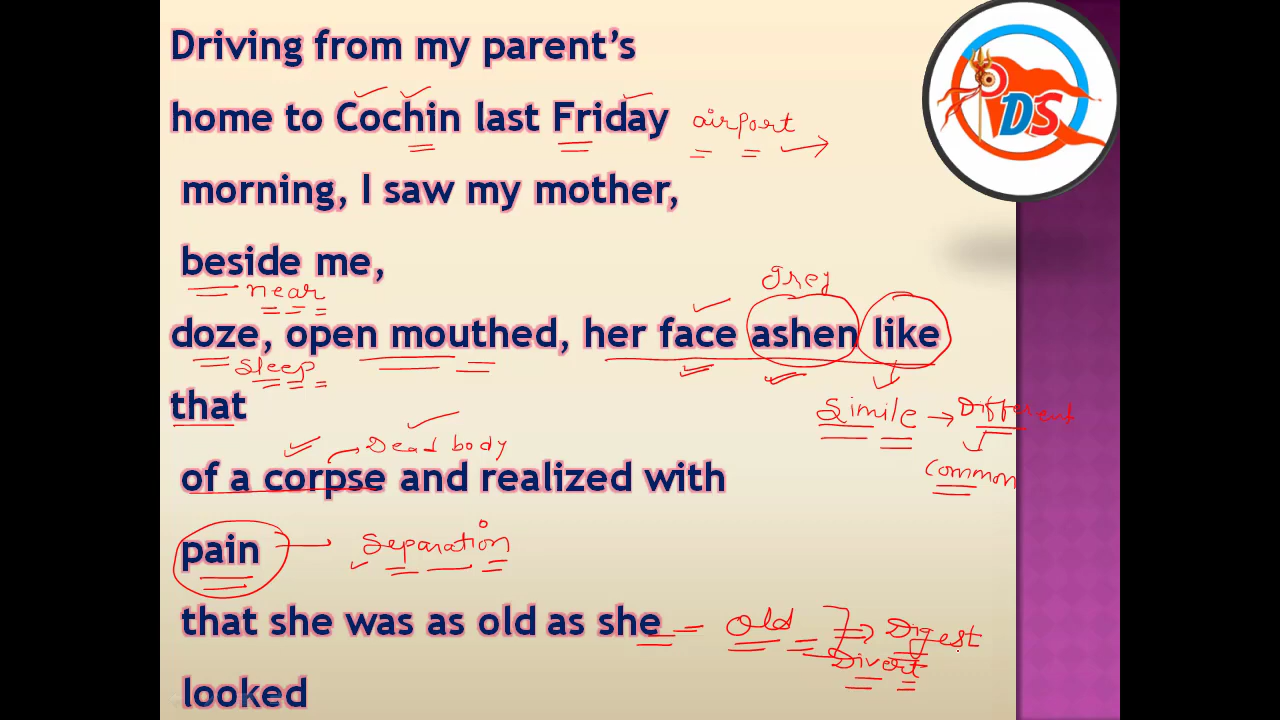 Driving from my parent's
home to Cochin last Friday airport
morning, I saw my mother,
beside me,
near
grey
doze, open mouthed, her face ashen like
sleep
that
Simile → Different
Dead body
Common
of a corpse and realized with
pain separation
that she was as old as she = old Digest
Divert
looked
DS